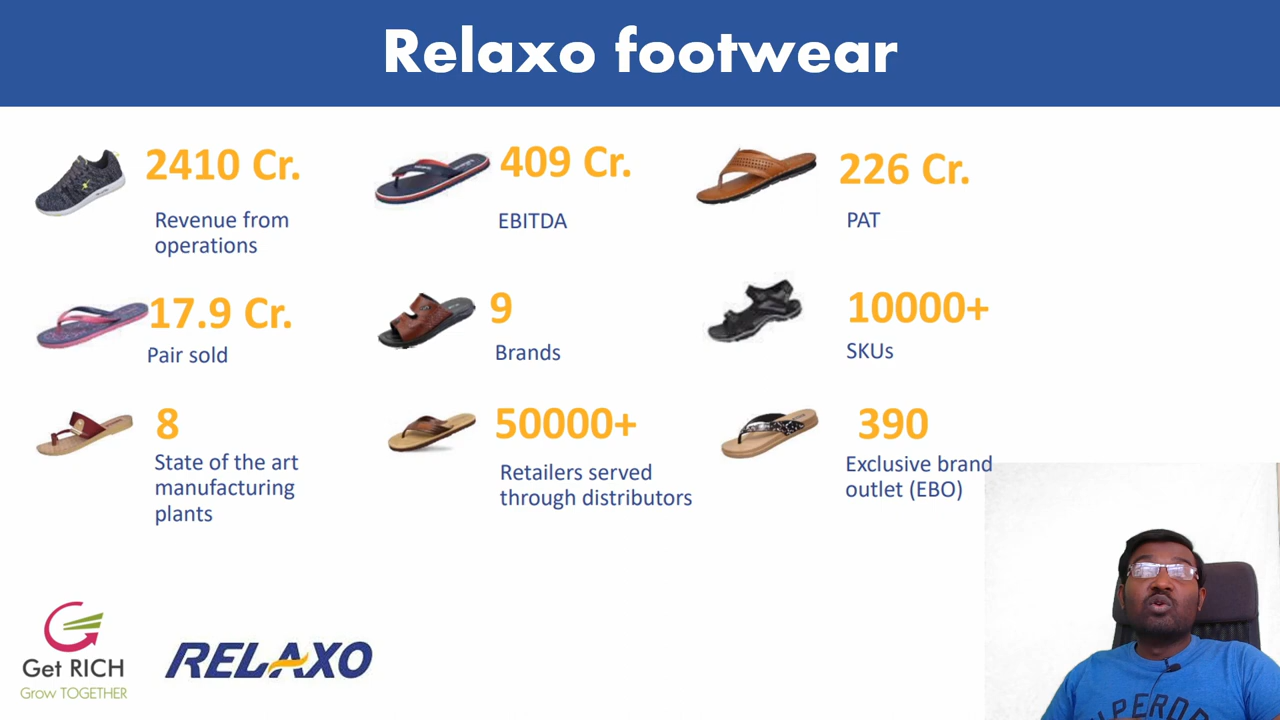 Relaxo footwear
2410 Cr.
Revenue from
operations
409 Cr.
EBITDA
226 Cr.
PAT
17.9 Cr.
Pair sold
9
Brands
10000+
SKUs
8
State of the art
manufacturing
plants
50000+
Retailers served
through distributors
390
Exclusive brand
outlet (EBO)
Get RICH
Grow TOGETHER
RELAXO